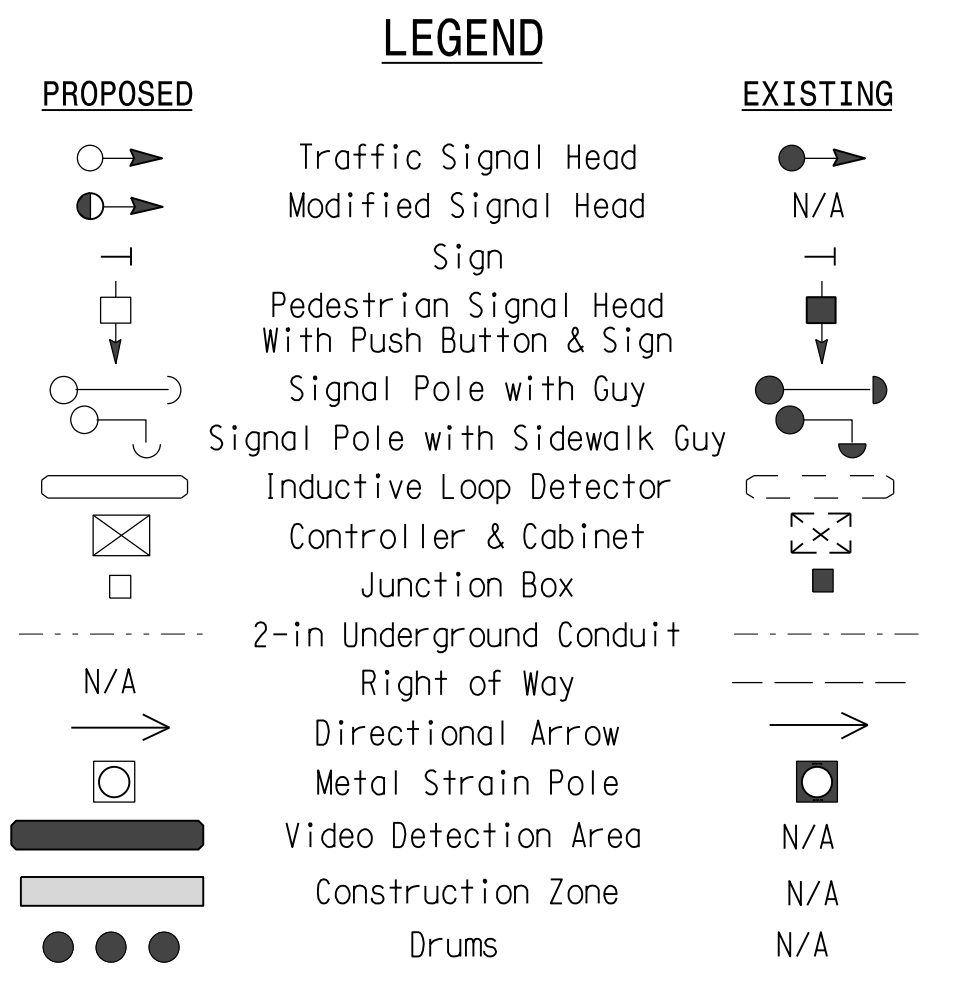 LEGEND
PROPOSED EXISTING
Traffic Signal Head
Modified Signal Head N/A
Sign
Pedestrian Signal Head
With Push Button & Sign
Signal Pole with Guy
Signal Pole with Sidewalk Guy
Inductive Loop Detector
Controller & Cabinet
Junction Box
2-in Underground Conduit
N/A Right of Way
Directional Arrow
Metal Strain Pole
Video Detection Area N/A
Construction Zone N/A
Drums N/A